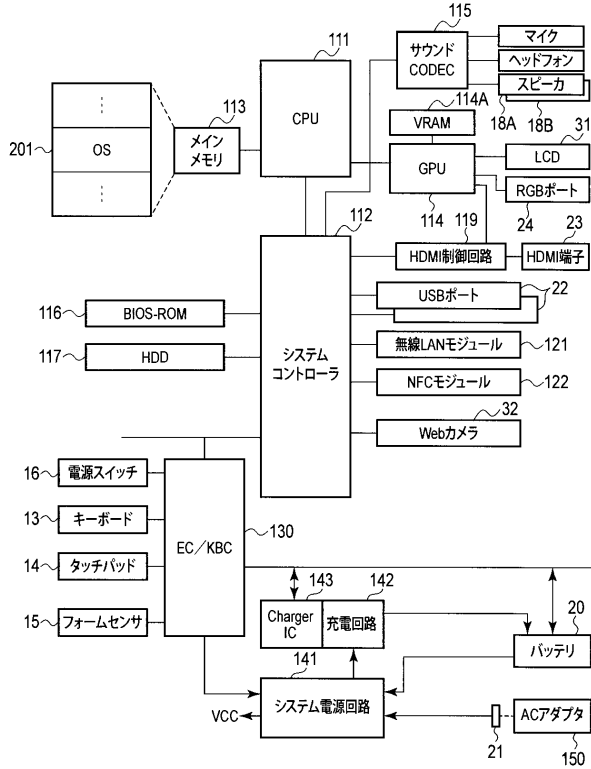 115
サウンド
CODEC
マイク
ヘッドフォン
スピーカ
18A
18B
111
CPU
113
メイン
メモリ
201
OS
114A
VRAM
GPU
114
31
LCD
RGBポート
24
119
HDMI制御回路
23
HDMI端子
112
システム
コントローラ
USBポート
22
116
BIOS-ROM
117
HDD
無線LANモジュール
121
NFCモジュール
122
32
Webカメラ
16
電源スイッチ
13
キーボード
14
タッチパッド
15
フォームセンサ
EC/KBC
130
143
142
Charger
IC
充電回路
20
バッテリ
141
システム電源回路
VCC
21
ACアダプタ
150